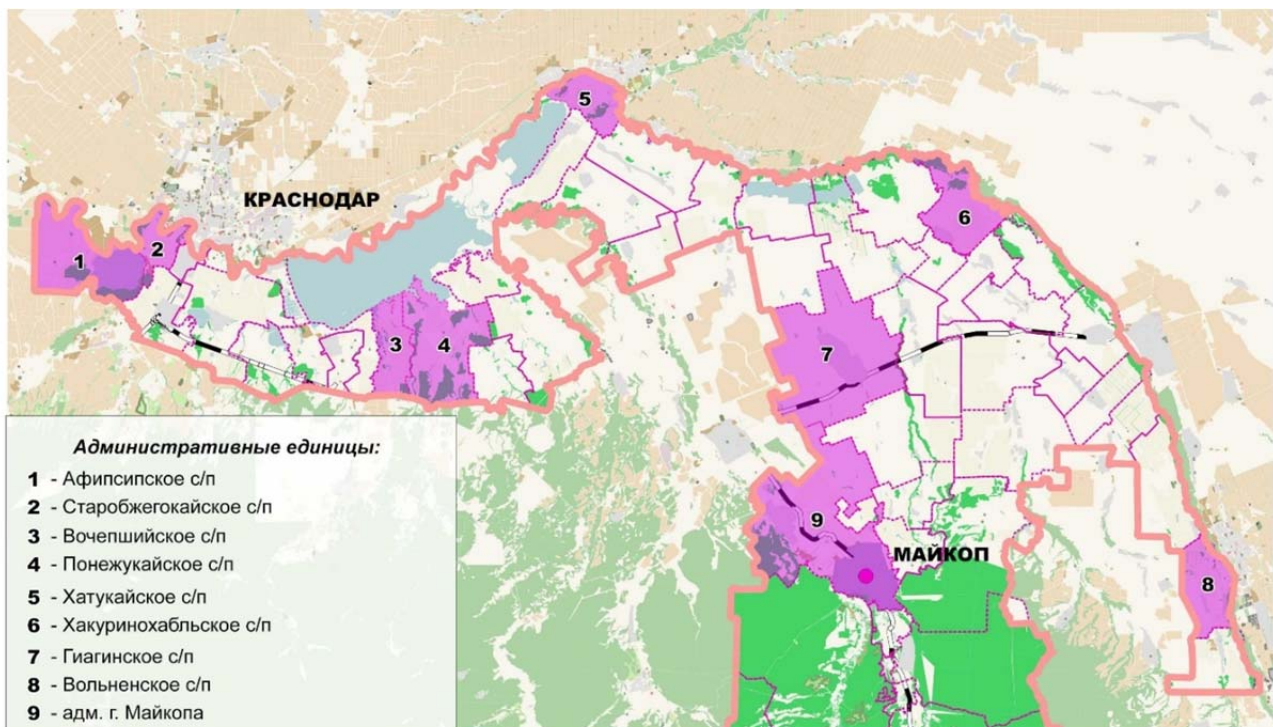 5
КРАСНОДАР
6
2
1
3
4
7
9
МАЙКОП
8
Административные единицы:
1 - Афипсипское с/п
2 - Старобжегокайское с/п
3 - Вочепшийское с/п
4 - Понежукайское с/п
5 - Хатукайское с/п
6 - Хакуринохабльское с/п
7 - Гиагинское с/п
8 - Вольненское с/п
9 - адм. г. Майкопа